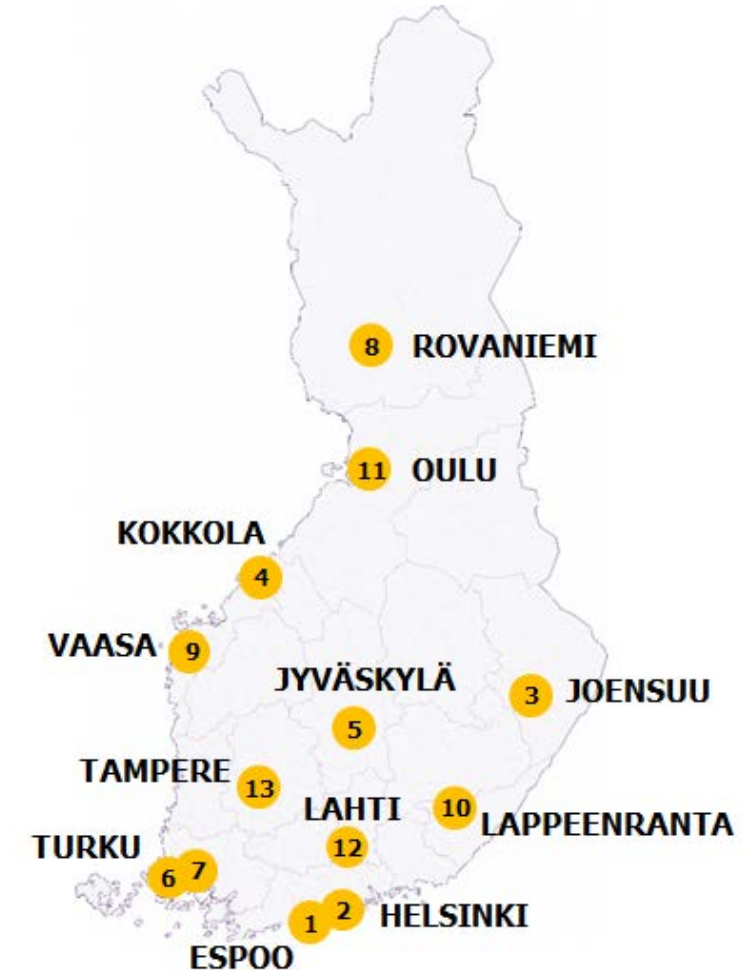 8 ROVANIEMI
11 OULU
KOKKOLA
4
VAASA 9
JYVÄSKYLÄ
3 JOENSUU
5
TAMPERE 13
LAHTI
10 LAPPEENRANTA
12
TURKU
6 7
1 2 HELSINKI
ESPOO